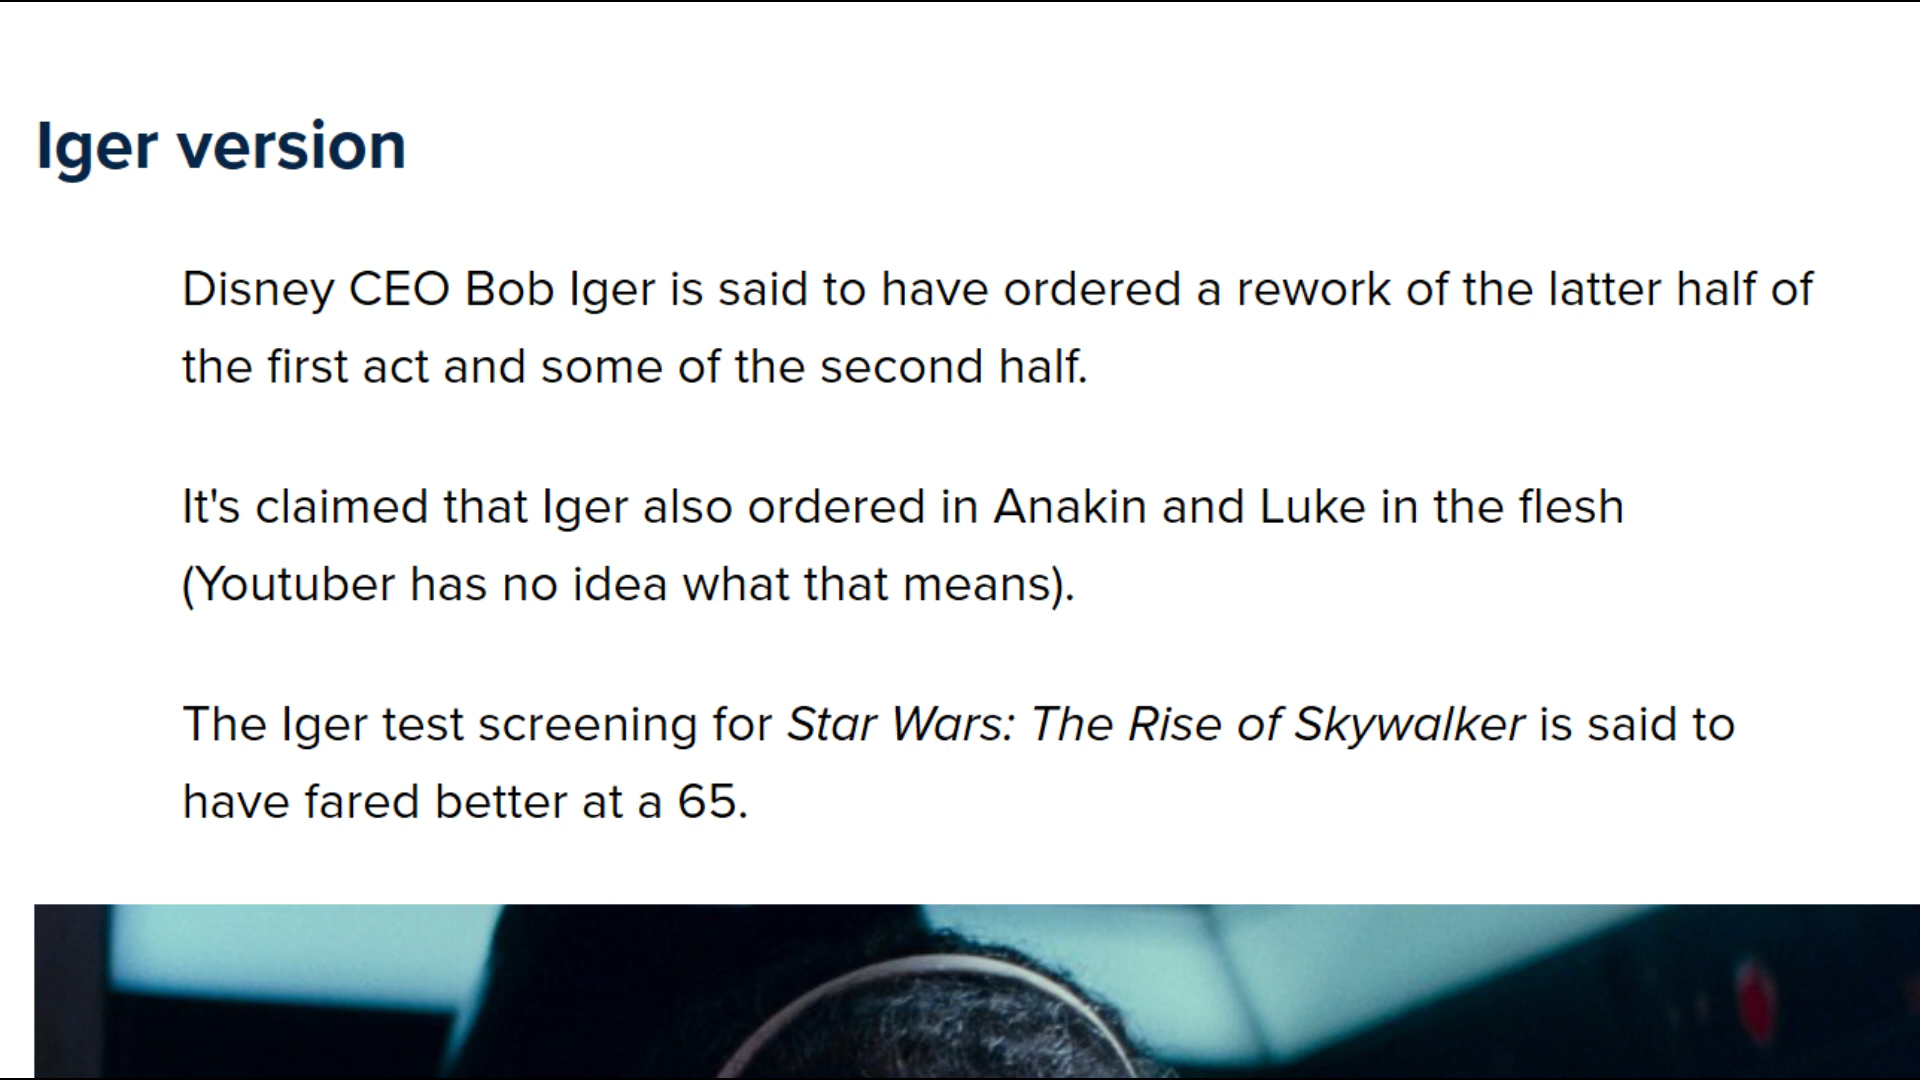 Iger version
Disney CEO Bob Iger is said to have ordered a rework of the latter half of
the first act and some of the second half.
It's claimed that Iger also ordered in Anakin and Luke in the flesh
(Youtuber has no idea what that means).
The Iger test screening for Star Wars: The Rise of Skywalker is said to
have fared better at a 65.